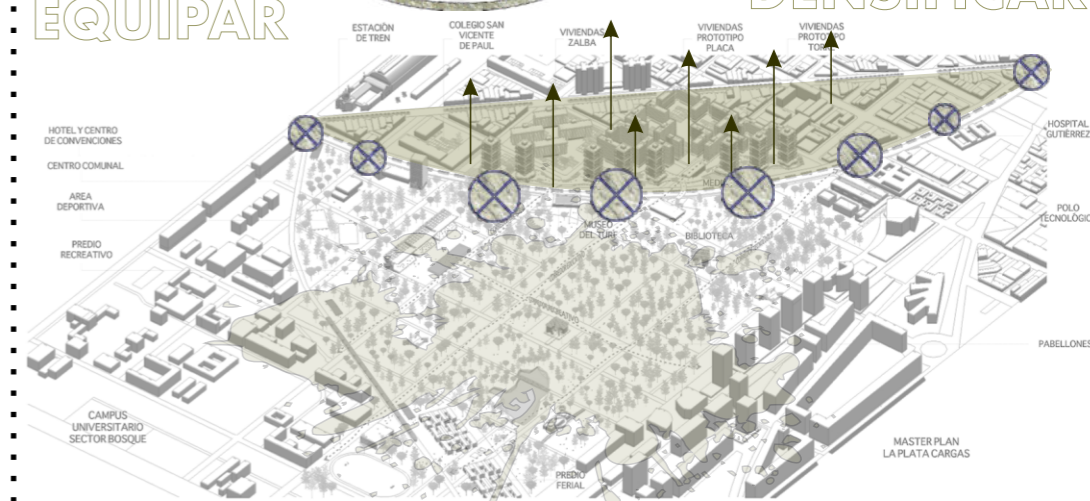 EQUIPAR
DENSIFICAR
ESTACIÓN
DE TREN
COLEGIO SAN
VICENTE
DE PAUL
VIVIENDAS
ZALBA
VIVIENDAS
PROTOTIPO
PLACA
VIVIENDAS
PROTOTIPO
HOTEL Y CENTRO
DE CONVENCIONES
CENTRO COMUNAL
AREA
DEPORTIVA
PREDIO
RECREATIVO
HOSPITAL
GUTIÉRREZ
POLO
TECNOLÓGICO
PABELLONES
MUSEO
DEL TURF
BIBLIOTECA
CAMPUS
UNIVERSITARIO
SECTOR BOSQUE
PREDIO
FERIAL
MASTER PLAN
LA PLATA CARGAS